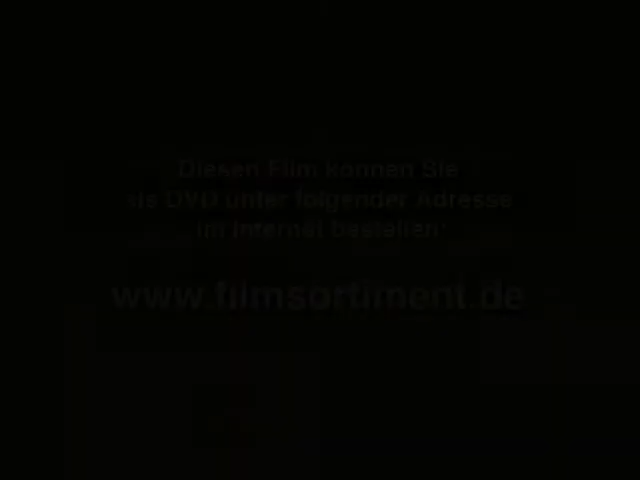 Diesen Film können Sie
als DVD unter folgender Adresse
im Internet bestellen:
www.filmsortiment.de